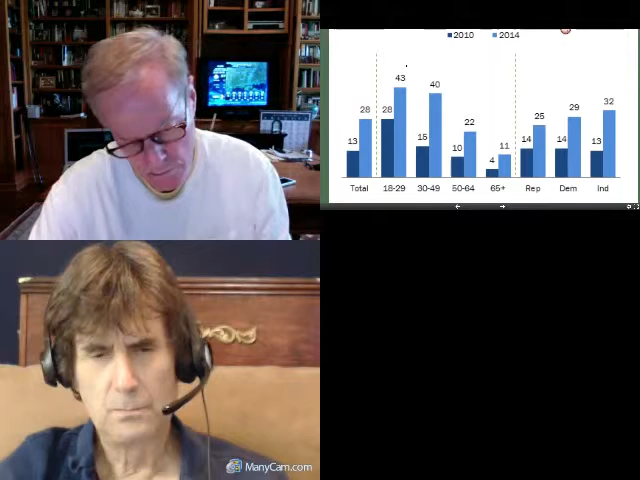 2010 2014
13 28 28 43 15 40 10 22 4 11 14 25 14 29 13 32
Total 18-29 30-49 50-64 65+ Rep Dem Ind
ManyCam.com